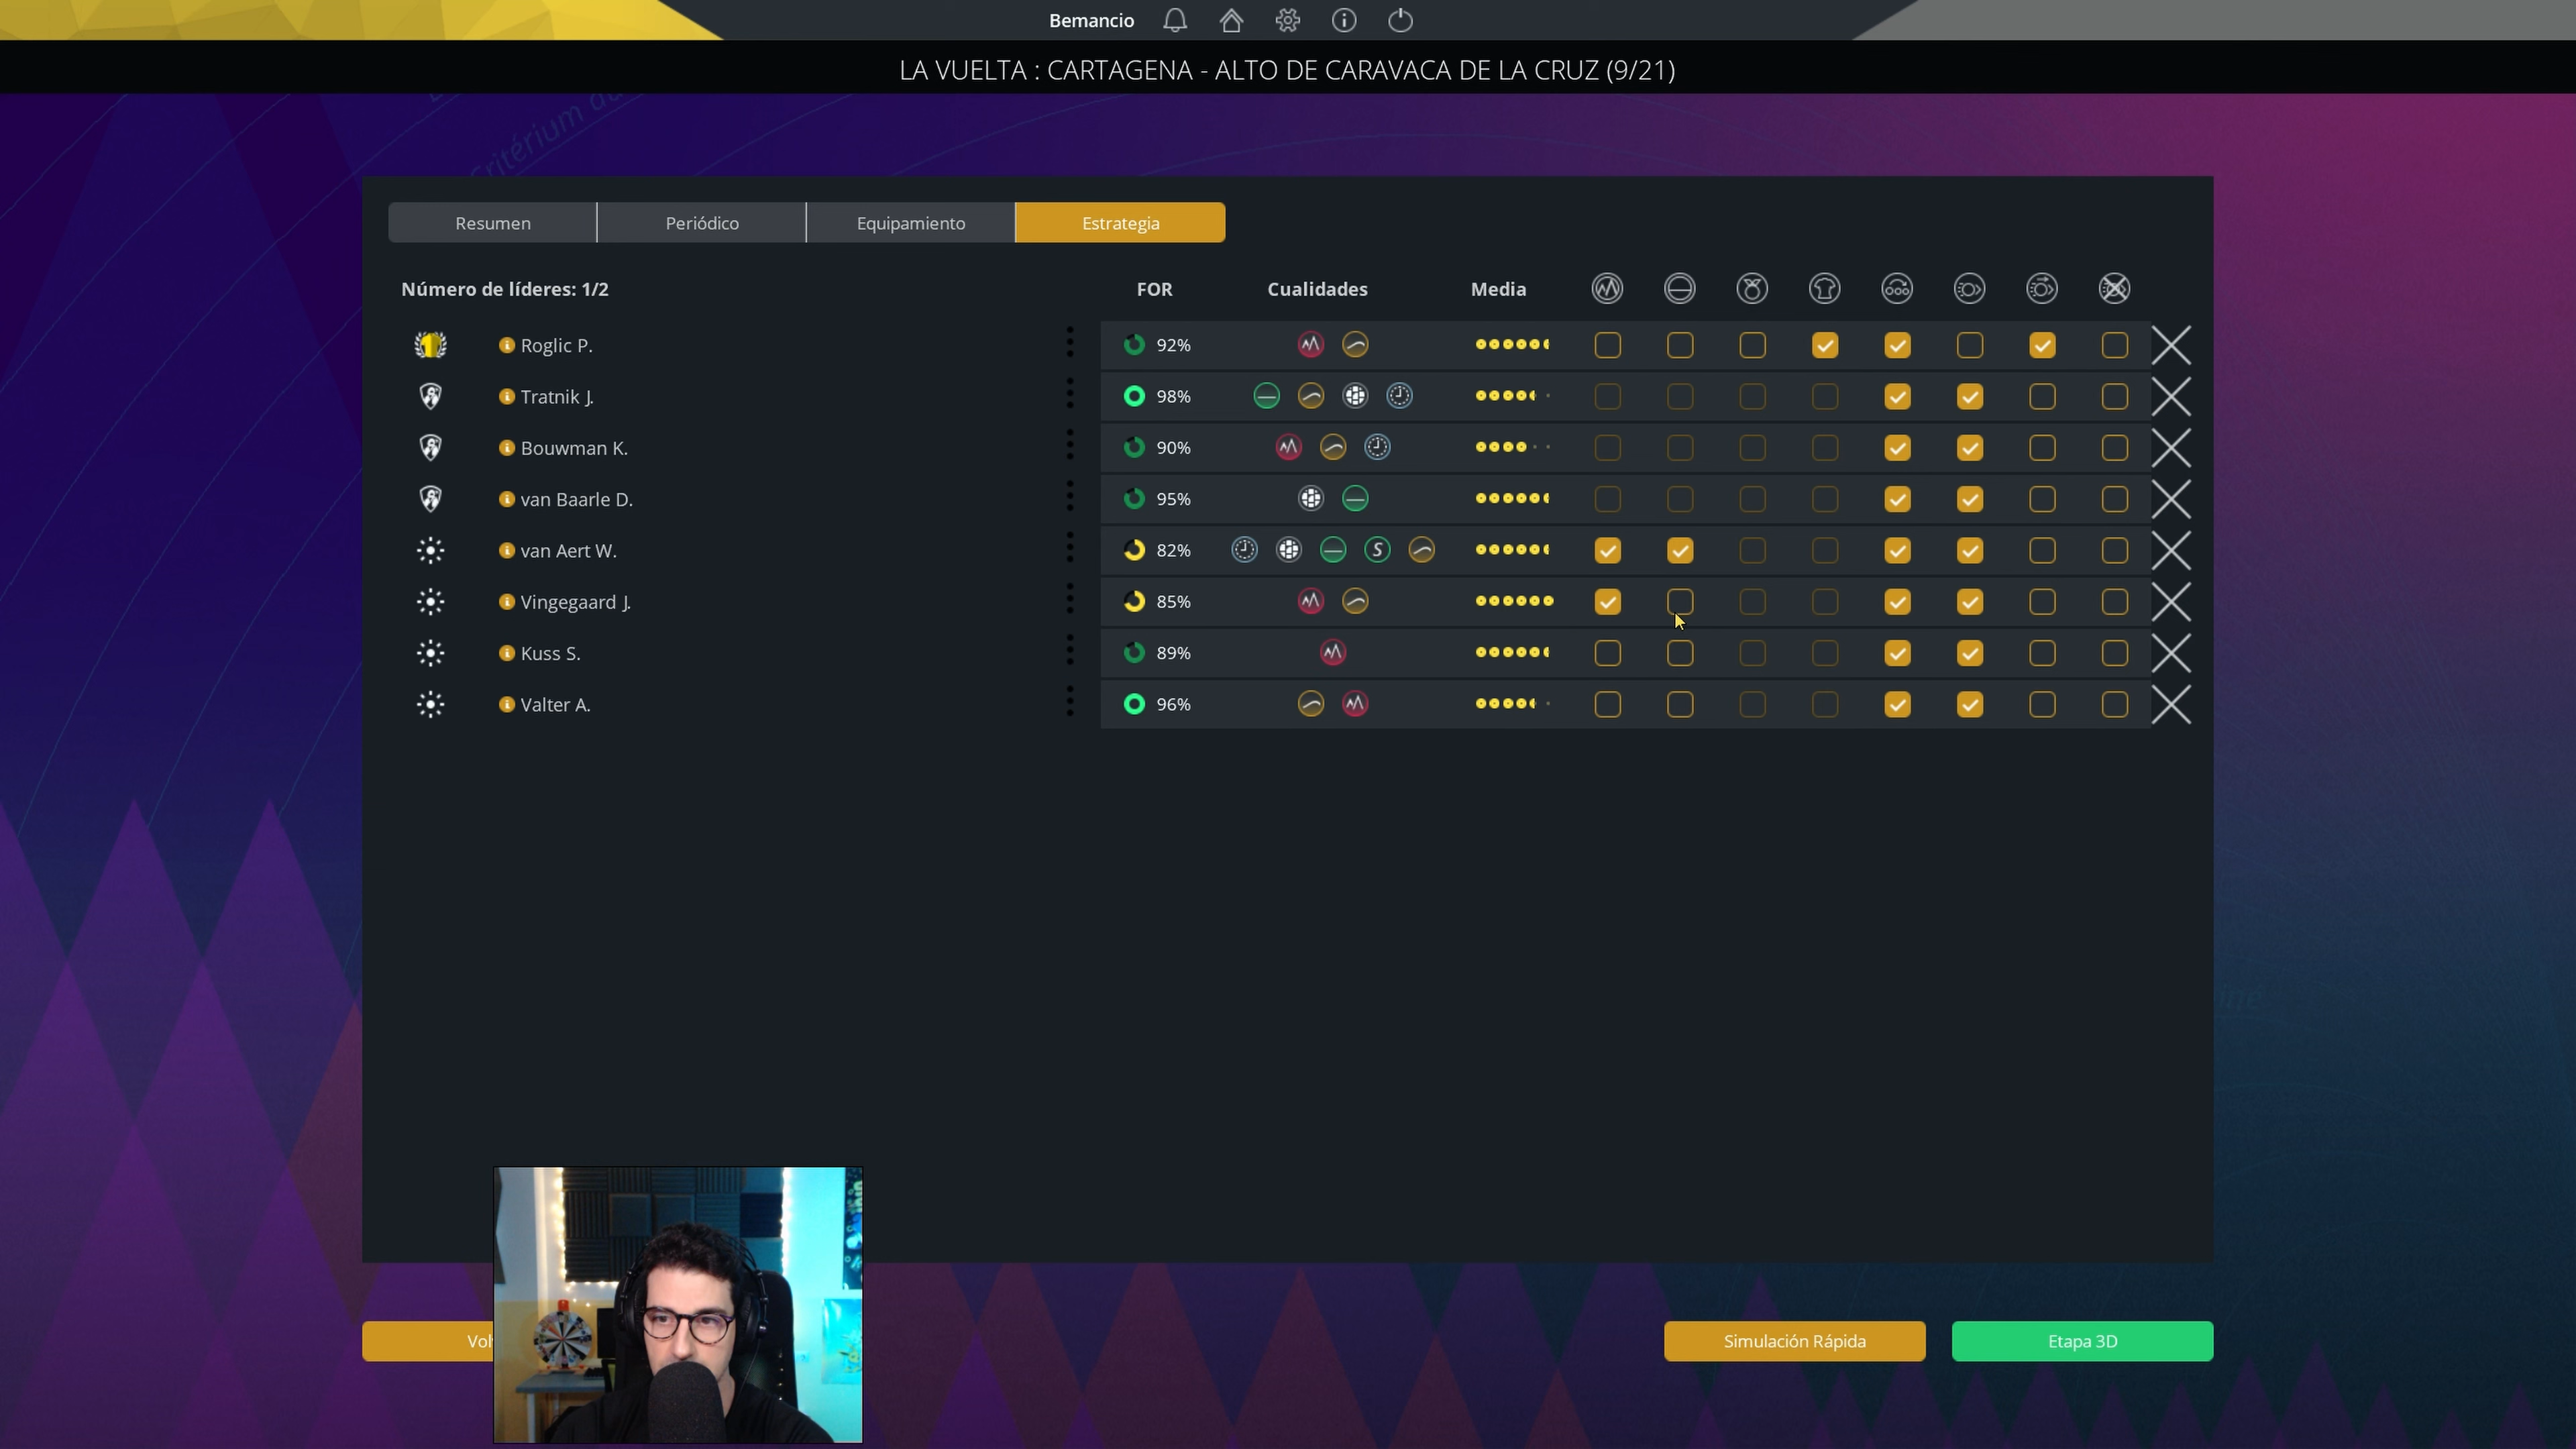 Bemancio
LA VUELTA : CARTAGENA - ALTO DE CARAVACA DE LA CRUZ (9/21)
Critérium du
Resumen Periódico Equipamiento Estrategia
Número de líderes: 1/2 FOR Cualidades Media
Roglic P. 92%
Tratnik J. 98%
Bouwman K. 90%
van Baarle D. 95%
van Aert W. 82%
Vingegaard J. 85%
Kuss S. 89%
Valter A. 96%
Simulación Rápida Etapa 3D